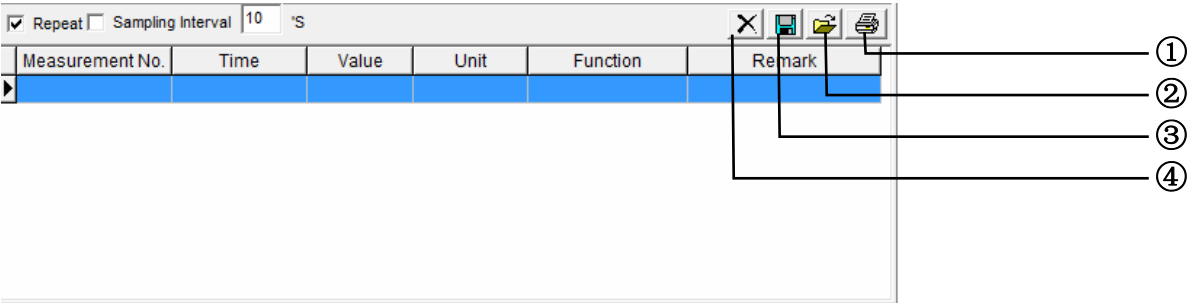 Repeat Sampling Interval 10 'S
Measurement No. Time Value Unit Function Remark
①
②
③
④